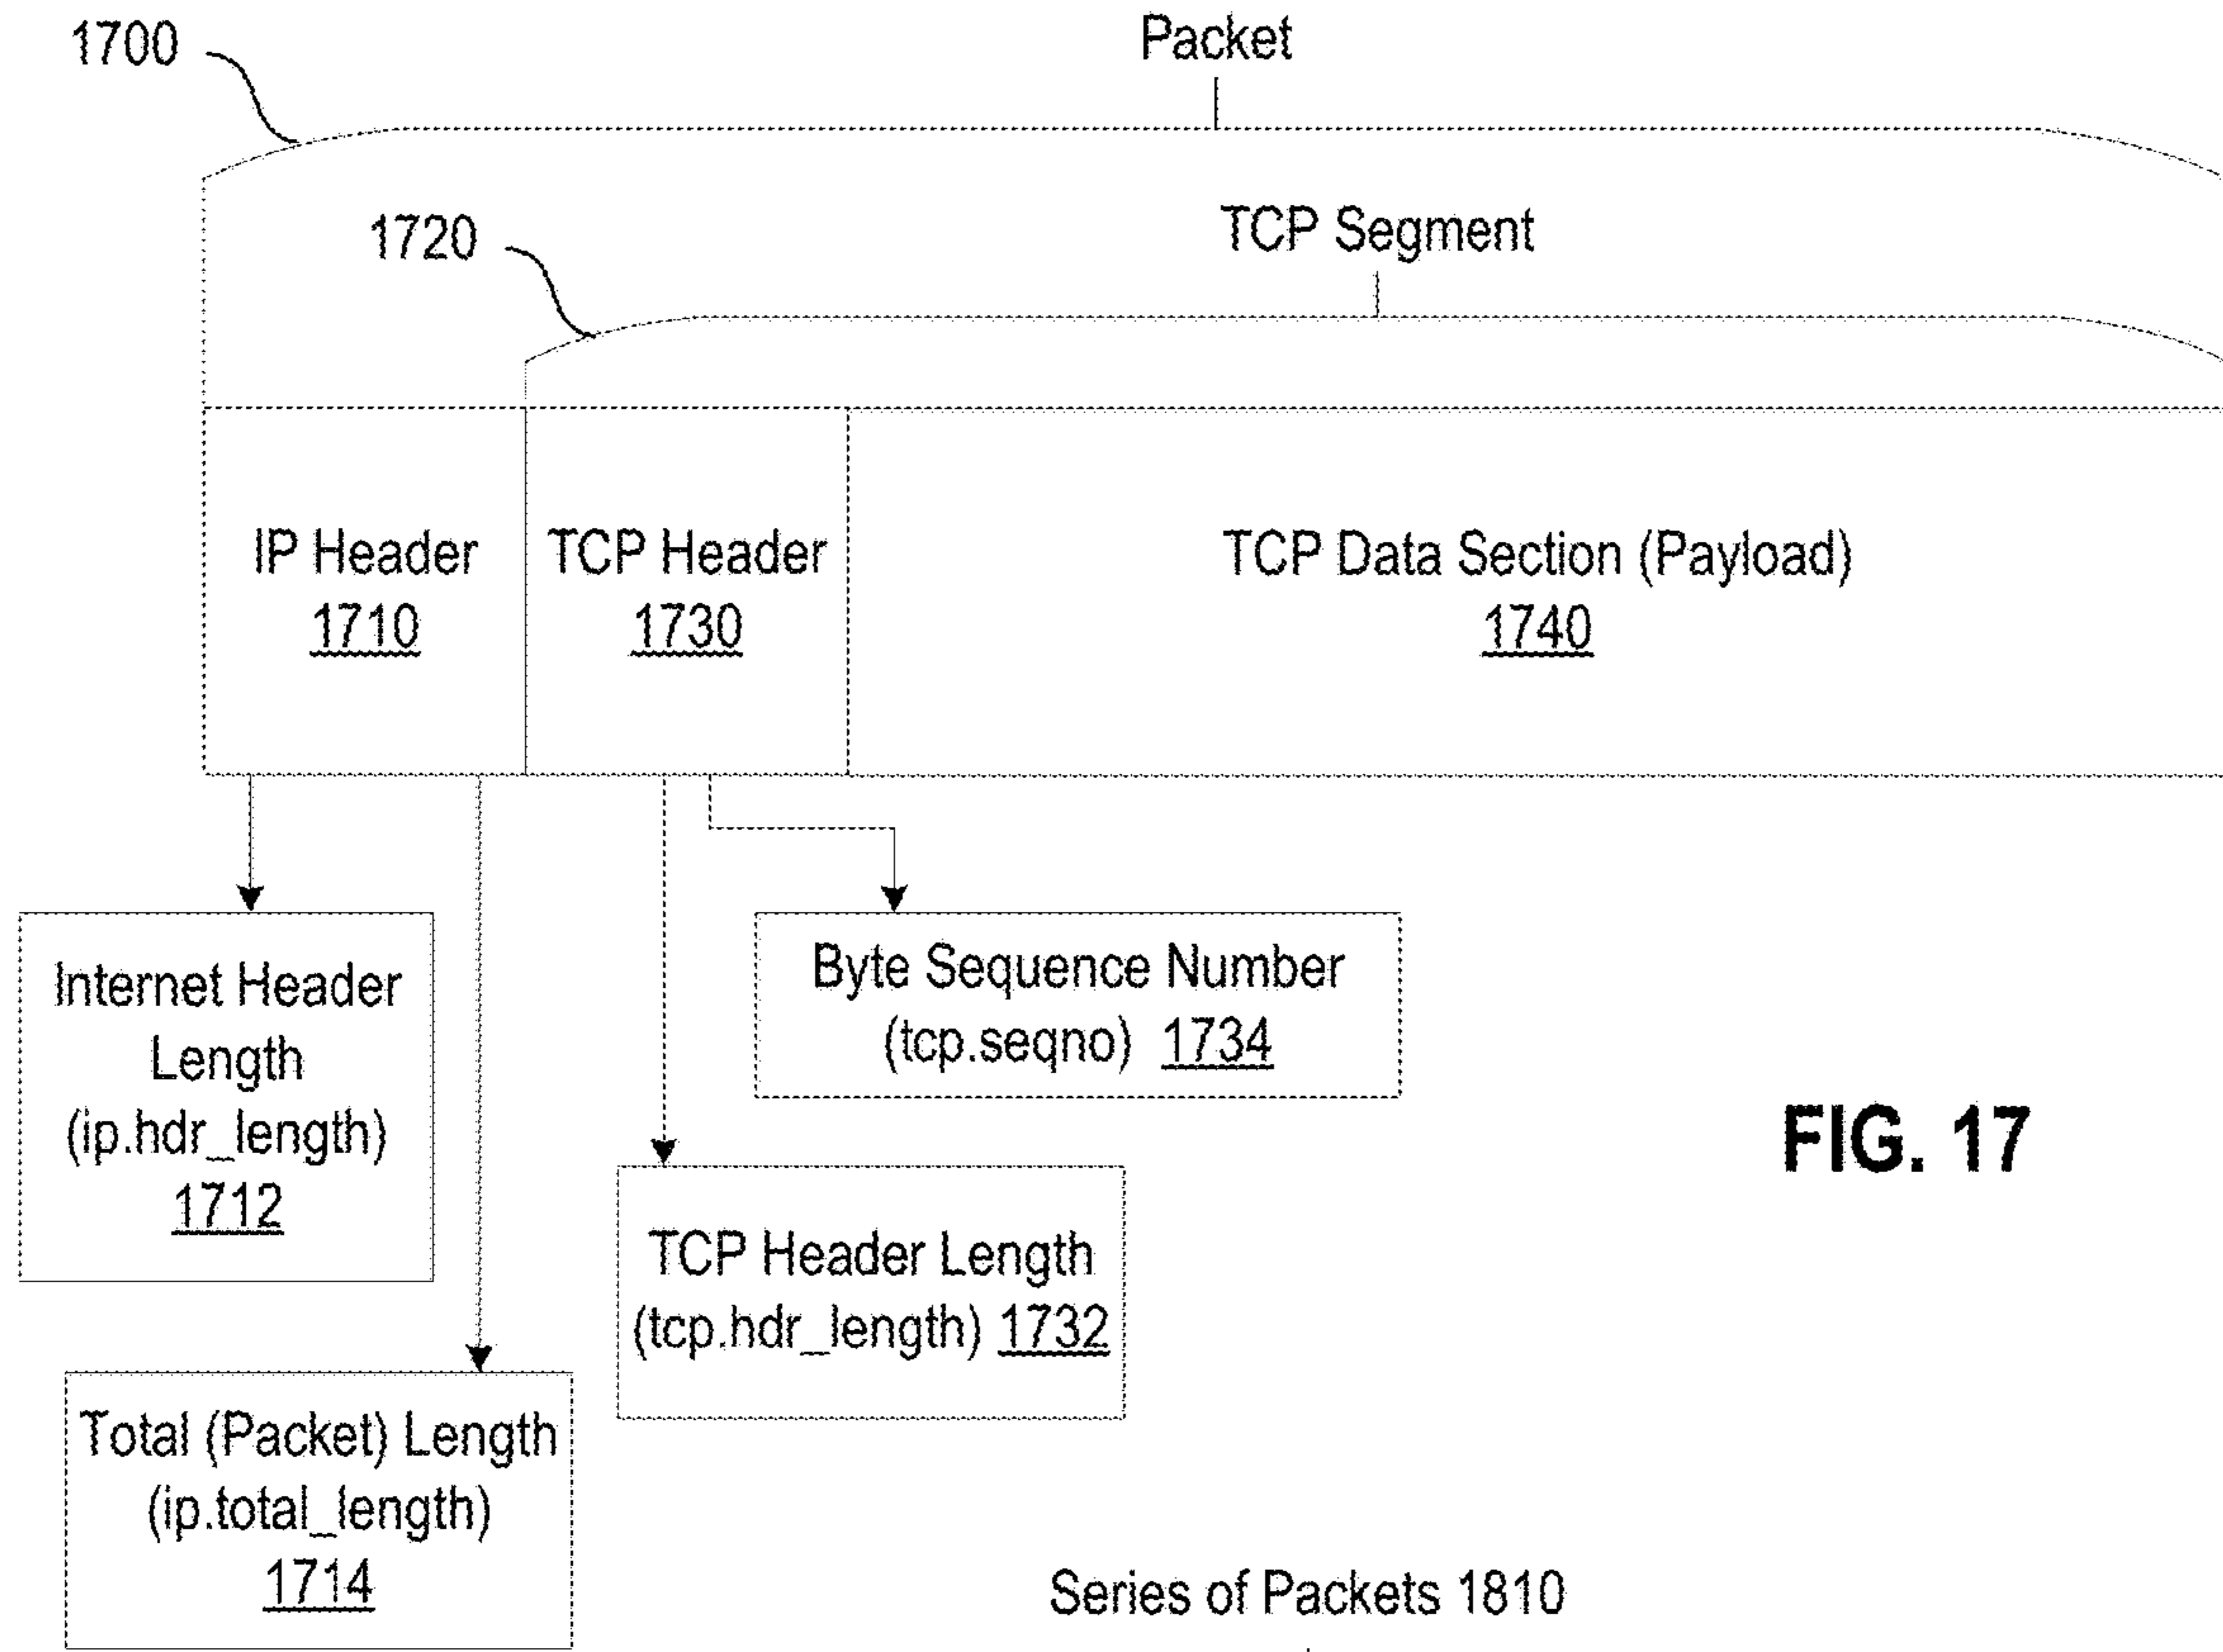 1700
Packet
1720
TCP Segment
IP Header
1710
TCP Header
1730
TCP Data Section (Payload)
1740
Internet Header
Length
(ip.hdr_length)
1712
Byte Sequence Number
(tcp.seqno) 1734
FIG. 17
TCP Header Length
(tcp.hdr_length) 1732
Total (Packet) Length
(ip.total_length)
1714
Series of Packets 1810